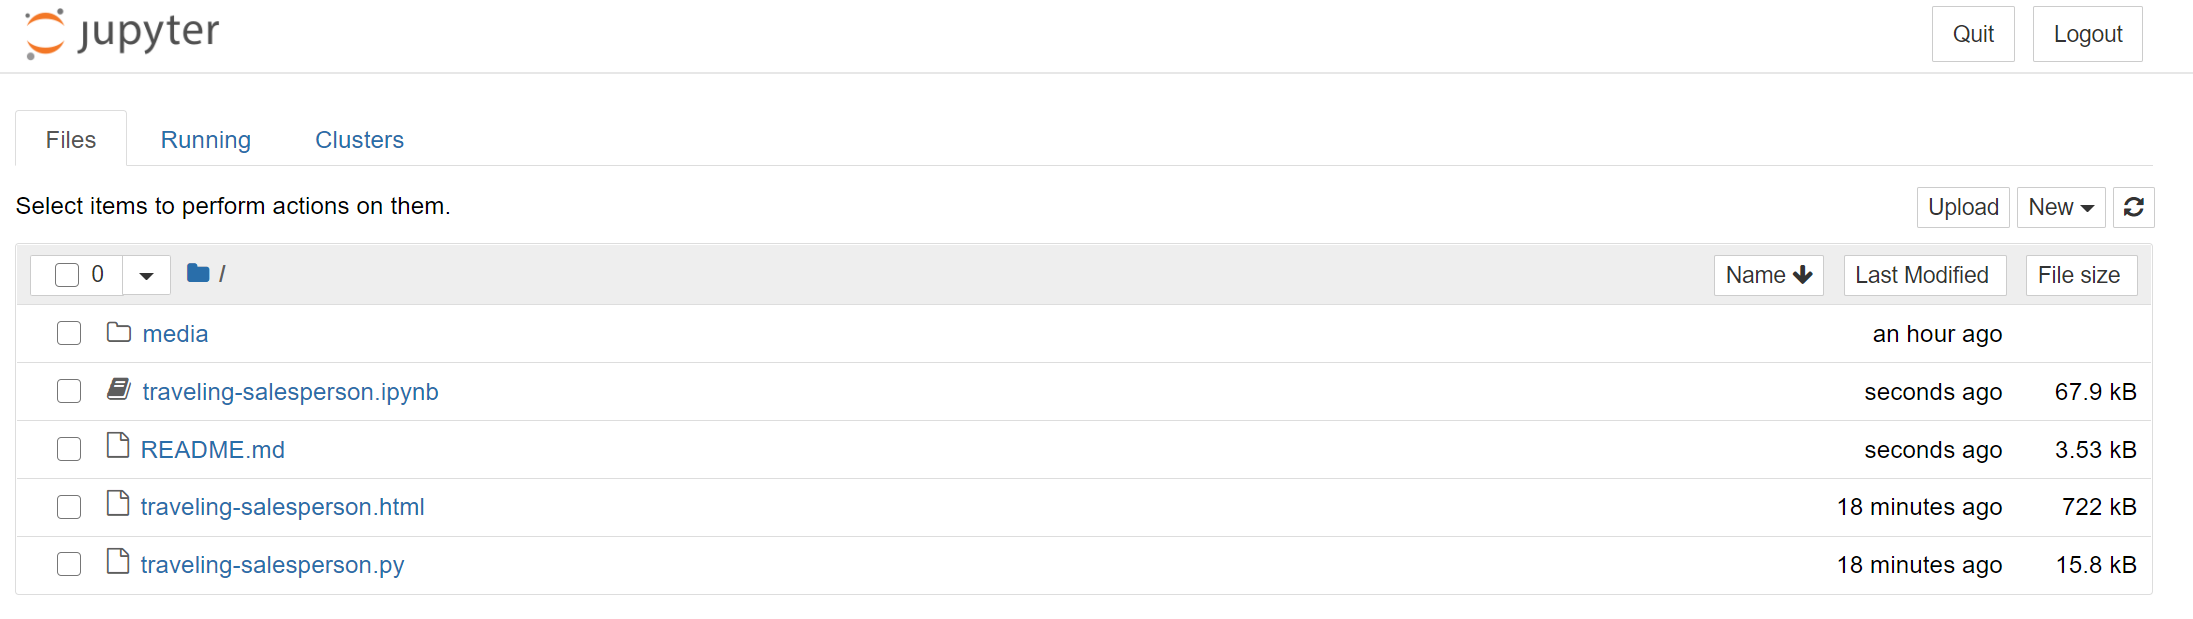 jupyter
Quit Logout
Files Running Clusters
Select items to perform actions on them.
Upload New
0 /
Name Last Modified File size
media an hour ago
traveling-salesperson.ipynb seconds ago 67.9 kB
README.md seconds ago 3.53 kB
traveling-salesperson.html 18 minutes ago 722 kB
traveling-salesperson.py 18 minutes ago 15.8 kB